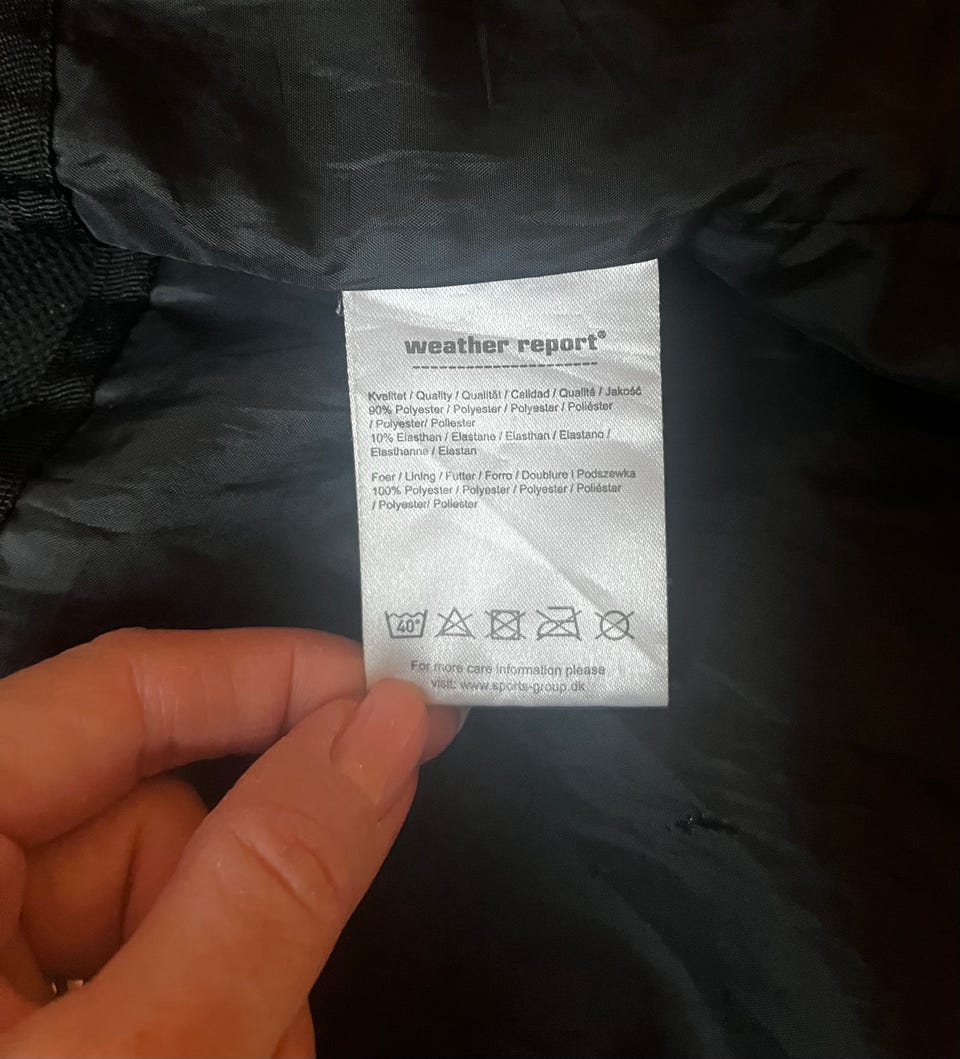 weather report®
Kvalitet / Quality / Qualität / Calidad / Qualité / Jakość
90% Polyester / Polyester / Polyester / Poliéster
/ Polyester/ Poliester
10% Elasthan / Elastane / Elasthan / Elastano /
Elasthanne / Elastan
Foer / Lining / Futter / Forro / Doublure I Podszewka
100% Polyester / Polyester / Polyester / Poliéster
/ Polyester/ Poliester
40°
For more care information please
visit: www.sports-group.dk